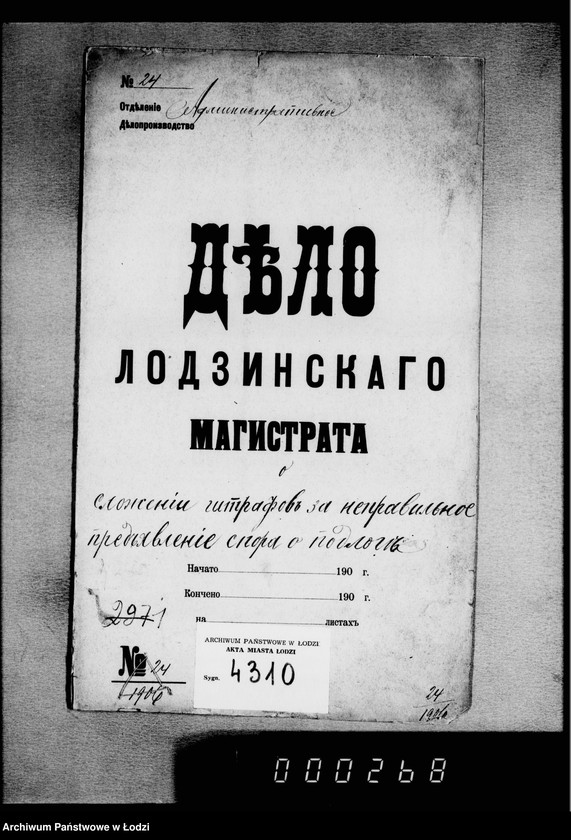 № 24
Отдѣленіе Административное
Дѣлопроизводство
ДѢЛО
ЛОДЗИНСКАГО
МАГИСТРАТА
о
сложеніи штрафовъ за неправильное
предъявленіе спора о подлогѣ
Начато 190 г.
Кончено 190 г.
2971
на листахъ
ARCHIWUM PAŃSTWOWE W ŁODZI
AKTA MIASTA ŁODZI
Sygn. 4310
№ 24
1906
24
1906
000268
Archiwum Państwowe w Łodzi